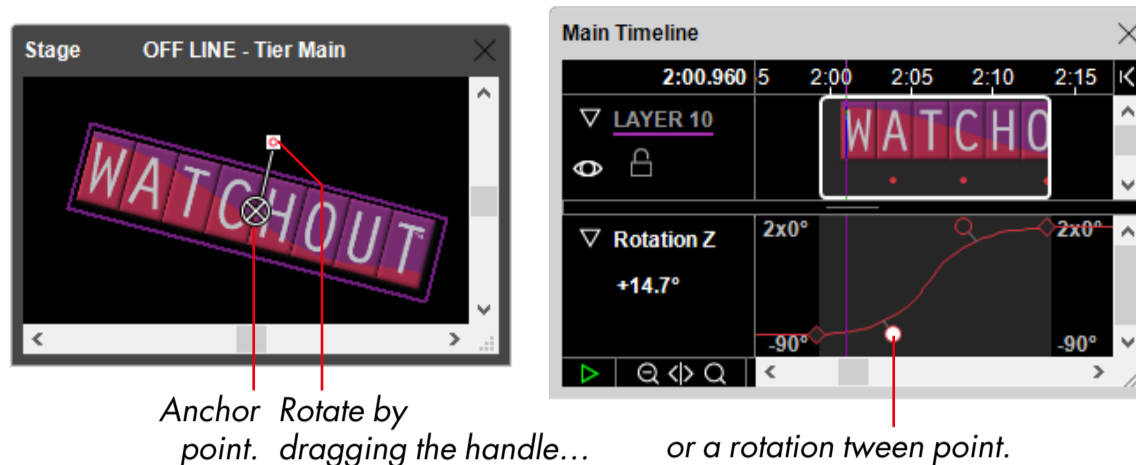 Stage OFF LINE - Tier Main
WATCHOUT
Main Timeline
2:00.960 5 2:00 2:05 2:10 2:15
LAYER 10
WATCHO
Rotation Z 2x0° 2x0°
+14.7°
-90° -90°
Anchor point.
Rotate by
dragging the handle...
or a rotation tween point.